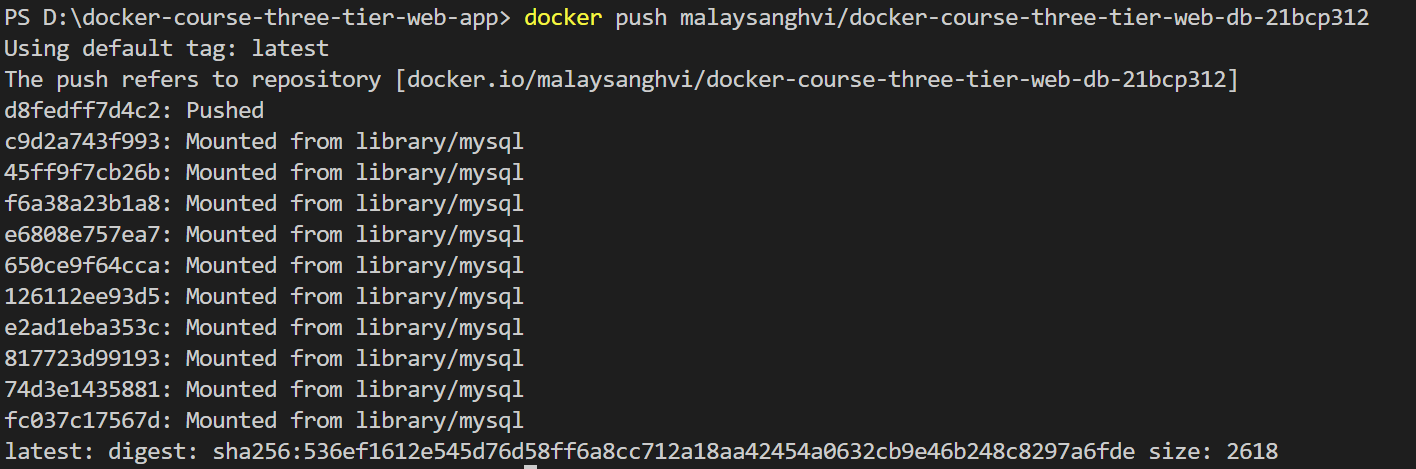 PS D:\docker-course-three-tier-web-app> docker push malaysanghvi/docker-course-three-tier-web-db-21bcp312
Using default tag: latest
The push refers to repository [docker.io/malaysanghvi/docker-course-three-tier-web-db-21bcp312]
d8fedff7d4c2: Pushed
c9d2a743f993: Mounted from library/mysql
45ff9f7cb26b: Mounted from library/mysql
f6a38a23b1a8: Mounted from library/mysql
e6808e757ea7: Mounted from library/mysql
650ce9f64cca: Mounted from library/mysql
126112ee93d5: Mounted from library/mysql
e2ad1eba353c: Mounted from library/mysql
817723d99193: Mounted from library/mysql
74d3e1435881: Mounted from library/mysql
fc037c17567d: Mounted from library/mysql
latest: digest: sha256:536ef1612e545d76d58ff6a8cc712a18aa42454a0632cb9e46b248c8297a6fde size: 2618